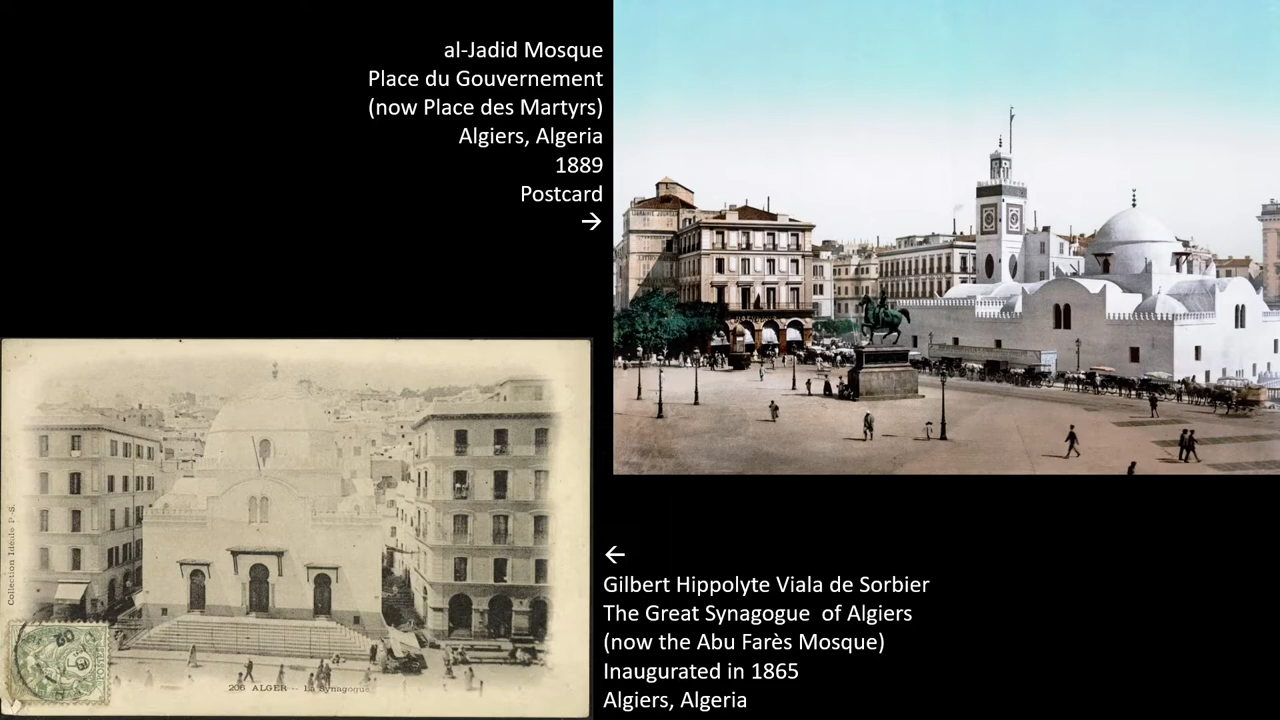 al-Jadid Mosque
Place du Gouvernement
(now Place des Martyrs)
Algiers, Algeria
1889
Postcard
→
←
Gilbert Hippolyte Viala de Sorbier
The Great Synagogue of Algiers
(now the Abu Farès Mosque)
Inaugurated in 1865
Algiers, Algeria
Collection Idéale P. S.
206 ALGER -- La Synagogue